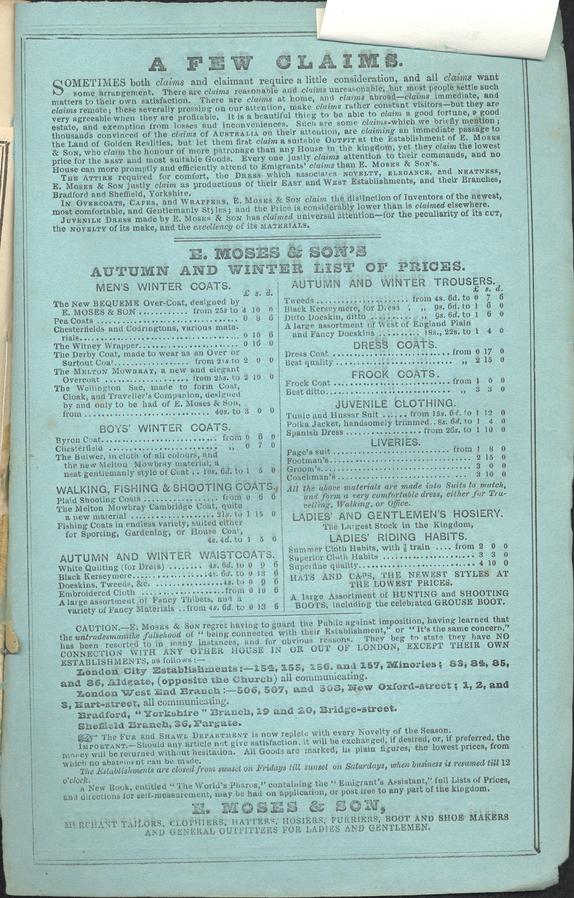 A FEW CLAIMS.
SOMETIMES both claims and claimant require a little consideration, and all claims want
some arrangement. There are claims reasonable and claims unreasonable, but most people settle such
matters to their own satisfaction. There are claims at home, and claims abroad—claims immediate, and
claims remote; these severally pressing on our attention, make claims rather constant visitors—but they are
very agreeable when they are profitable. It is a beautiful thing to be able to claim a good fortune, a good
estate, and exemption from losses and inconveniences. Such are some claims which we briefly mention;
thousands convinced of the claims of AUSTRALIA on their attention, are claiming an immediate passage to
the Land of Golden Realities, but let them first claim a suitable OUTFIT at the Establishment of E. MOSES
& SON, who claim the honour of more patronage than any House in the kingdom, yet they claim the lowest
price for the BEST and most suitable Goods. Every one justly claims attention to their commands, and no
House can more promptly and efficiently attend to Emigrants' claims than E. MOSES & SON'S.
THE ATTIRE required for comfort, the DRESS which associates NOVELTY, ELEGANCE, and NEATNESS,
E. MOSES & SON justly claim as productions of their EAST and WEST Establishments, and their Branches,
Bradford and Sheffield, Yorkshire.
IN OVERCOATS, CAPES, and WRAPPERS, E. MOSES & SON claim the distinction of Inventors of the newest,
most comfortable, and Gentlemanly Styles; and the Price is considerably lower than is claimed elsewhere.
JUVENILE DRESS made by E. MOSES & SON has claimed universal attention—for the peculiarity of its CUT,
the NOVELTY of its make, and the excellency of its MATERIALS.
E. MOSES & SON'S
AUTUMN AND WINTER LIST OF PRICES.
MEN'S WINTER COATS.
£ s. d.
The New BEQUEME Over-Coat, designed by
E. MOSES & SON from 25s to 4 10 0
Pea Coats 0 8 6
Chesterfields and Codringtons, various mate-
rials 0 10 6
The Witney Wrapper 0 16 0
The Derby Coat, made to wear as an Over or
Surtout Coat from 21s to 2 0 0
The MELTON MOWBRAY, a new and elegant
Overcoat from 25s. to 2 10 0
The Wellington Sac, made to form Coat,
Cloak, and Traveller's Companion, designed
by and only to be had of E. Moses & Son,
from 40s. to 3 0 0
BOYS' WINTER COATS.
Byron Coat from 0 6 0
Chesterfield „ 0 7 0
The Bulwer, in cloth of all colours, and
the new Melton Mowbray material, a
neat gentlemanly style of Coat 18s. 6d. to 1 5 0
WALKING, FISHING & SHOOTING COATS.
Plaid Shooting Coats from 0 6 6
The Melton Mowbray Cambridge Coat, quite
a new material 21s. to 1 15 0
Fishing Coats in endless variety, suited either
for Sporting, Gardening, or House Coat,
4s. 4d. to 1 5 0
AUTUMN AND WINTER WAISTCOATS.
White Quilting (for Dress) 4s. 6d. to 0 9 6
Black Kerseymere 4s. 6d. to 0 13 6
Doeskins, Tweeds, &c. 4s. to 0 9 6
Embroidered Cloth from 0 10 6
A large assortment of Fancy Thibets, and a
variety of Fancy Materials from 4s. 6d. to 0 13 6
AUTUMN AND WINTER TROUSERS.
£ s. d.
Tweeds from 4s. 6d. to 0 7 6
Black Kerseymere, for Dress „ 9s. 6d. to 1 6 0
Ditto Doeskin, ditto „ 9s. 6d. to 1 6 0
A large assortment of West of England Plain
and Fancy Doeskins 18s., 22s. to 1 4 0
DRESS COATS.
Dress Coat from 0 17 0
Best quality „ 2 15 0
FROCK COATS.
Frock Coat from 1 0 0
Best ditto „ 3 3 0
JUVENILE CLOTHING.
Tunic and Hussar Suit from 15s. 6d. to 1 12 0
Polka Jacket, handsomely trimmed 8s. 6d. to 1 4 0
Spanish Dress from 26s. to 1 10 0
LIVERIES.
Page's suit from 1 8 0
Footman's 2 15 0
Groom's 3 0 0
Coachman's 3 10 0
All the above materials are made into Suits to match,
and form a very comfortable dress, either for Tra-
velling, Walking, or Office.
LADIES' AND GENTLEMEN'S HOSIERY.
The Largest Stock in the Kingdom,
LADIES' RIDING HABITS.
Summer Cloth Habits, with ¾ train from 2 0 0
Superior Cloth Habits 3 3 0
Superfine quality 4 10 0
HATS AND CAPS, THE NEWEST STYLES AT
THE LOWEST PRICES.
A large Assortment of HUNTING and SHOOTING
BOOTS, including the celebrated GROUSE BOOT.
CAUTION.—E. MOSES & SON regret having to guard the Public against imposition, having learned that
the untradesmanlike falsehood of "being connected with their Establishment," or "It's the same concern,"
has been resorted to in many instances, and for obvious reasons. They beg to state they have NO
CONNECTION WITH ANY OTHER HOUSE IN OR OUT OF LONDON, EXCEPT THEIR OWN
ESTABLISHMENTS, as follows:—
London City Establishments:—154, 155, 156, and 157, Minories; 83, 84, 85,
and 86, Aldgate, (opposite the Church) all communicating.
London West End Branch:—506, 507, and 508, New Oxford-street; 1, 2, and
3, Hart-street, all communicating.
Bradford, "Yorkshire" Branch, 19 and 20, Bridge-street.
Sheffield Branch, 36, Fargate.
☞ The FUR and SHAWL DEPARTMENT is now replete with every Novelty of the Season.
IMPORTANT.—Should any article not give satisfaction, it will be exchanged, if desired, or, if preferred, the
money will be returned without hesitation. All Goods are marked, in plain figures, the lowest prices, from
which no abatement can be made.
The Establishments are closed from sunset on Fridays till sunset on Saturdays, when business is resumed till 12
o'clock.
A New Book, entitled "The World's Pharos," containing the "Emigrant's Assistant," full Lists of Prices,
and directions for self-measurement, may be had on application, or post free to any part of the kingdom.
E. MOSES & SON,
MERCHANT TAILORS, CLOTHIERS, HATTERS, HOSIERS, FURRIERS, BOOT AND SHOE MAKERS
AND GENERAL OUTFITTERS FOR LADIES AND GENTLEMEN.